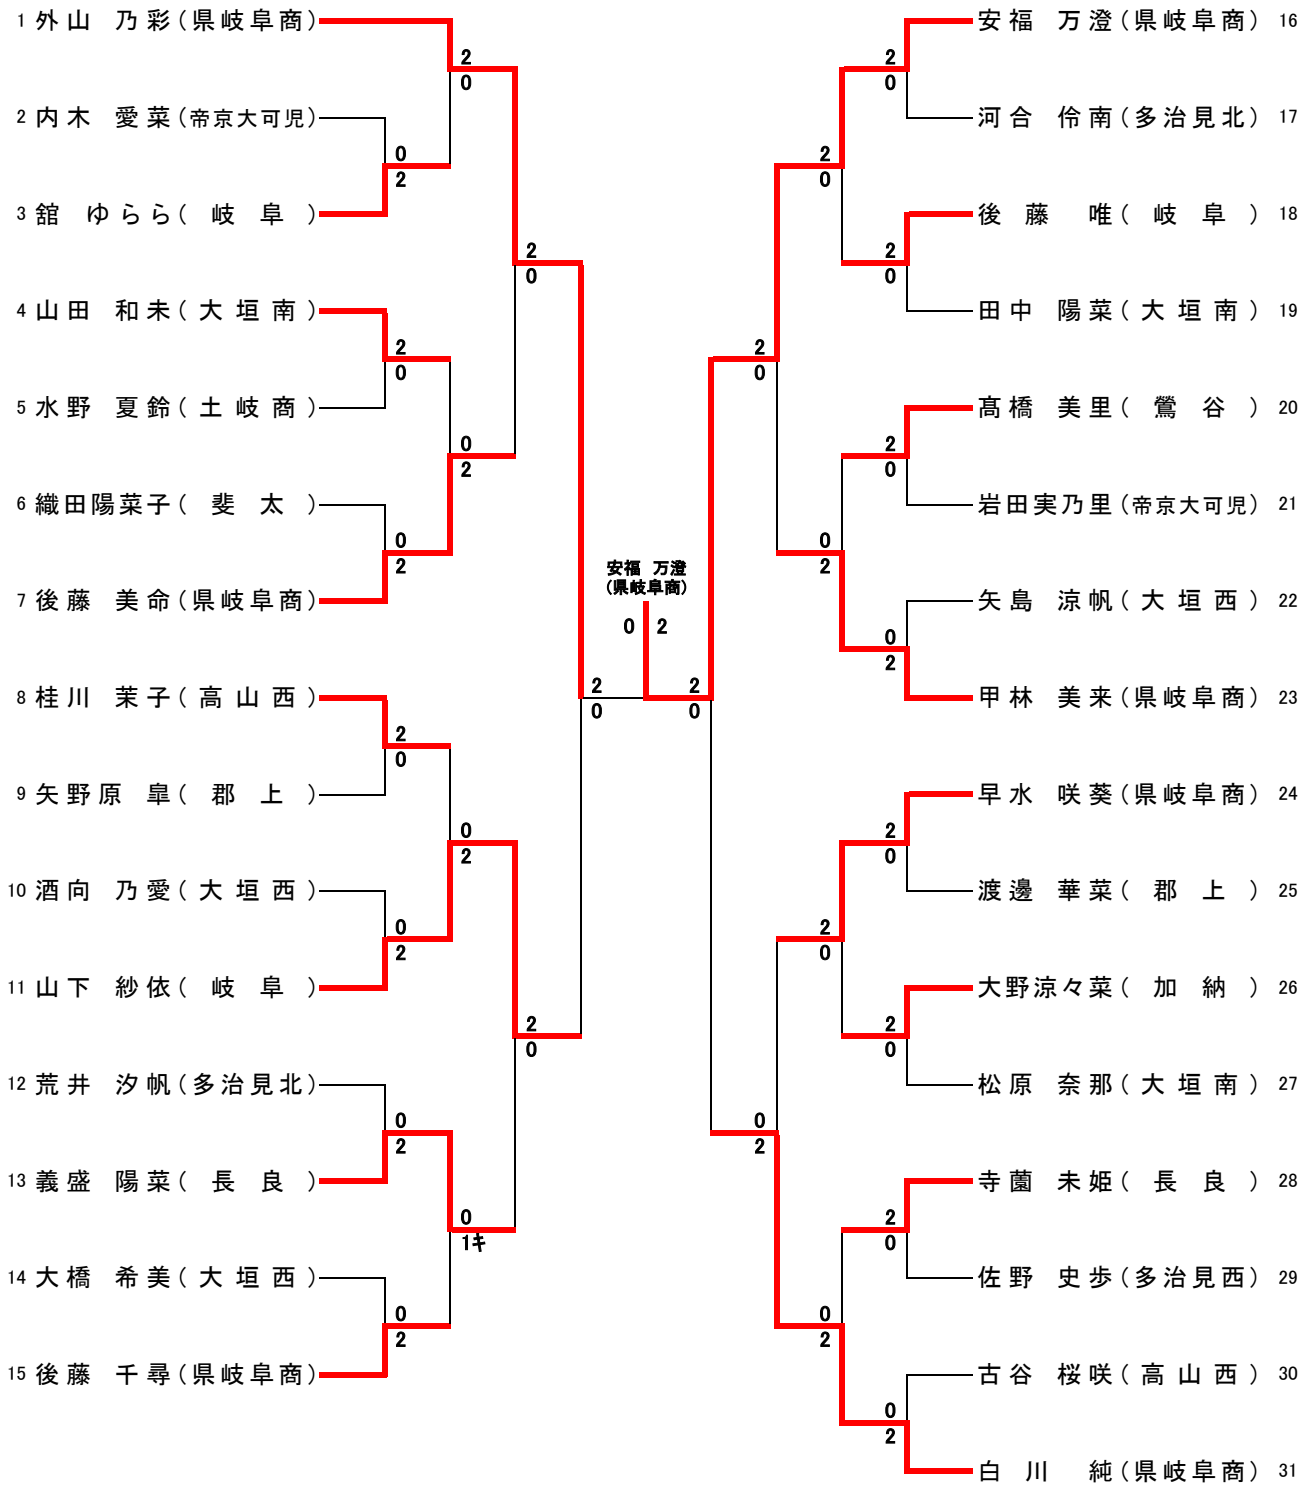 1 外山 乃彩(県岐阜商)
2
0
2 内木 愛菜(帝京大可児)
0
2
3 舘 ゆらら(岐阜)
2
0
4 山田 和未(大垣南)
2
0
5 水野 夏鈴(土岐商)
0
2
6 織田陽菜子(斐太)
0
2
7 後藤 美命(県岐阜商)
2
0
8 桂川 茉子(高山西)
2
0
9 矢野原 皐(郡上)
0
2
10 酒向 乃愛(大垣西)
0
2
11 山下 紗依(岐阜)
2
0
12 荒井 汐帆(多治見北)
0
2
13 義盛 陽菜(長良)
0
1キ
14 大橋 希美(大垣西)
0
2
15 後藤 千尋(県岐阜商)
安福 万澄
(県岐阜商)
0 2
安福 万澄(県岐阜商) 16
2
0
河合 伶南(多治見北) 17
2
0
後藤 唯(岐阜) 18
2
0
田中 陽菜(大垣南) 19
2
0
髙橋 美里(鶯谷) 20
2
0
岩田実乃里(帝京大可児) 21
0
2
矢島 涼帆(大垣西) 22
0
2
甲林 美来(県岐阜商) 23
2
0
早水 咲葵(県岐阜商) 24
2
0
渡邊 華菜(郡上) 25
2
0
大野涼々菜(加納) 26
2
0
松原 奈那(大垣南) 27
0
2
寺薗 未姫(長良) 28
2
0
佐野 史歩(多治見西) 29
0
2
古谷 桜咲(高山西) 30
0
2
白川 純(県岐阜商) 31